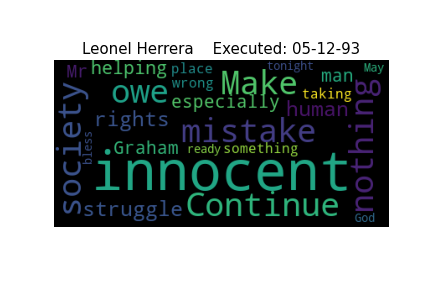 Leonel Herrera    Executed: 05-12-93
Mr helping place tonight May
owe wrong Make man
especially taking
society rights human nothing
mistake
bless Graham ready something
innocent
struggle Continue God